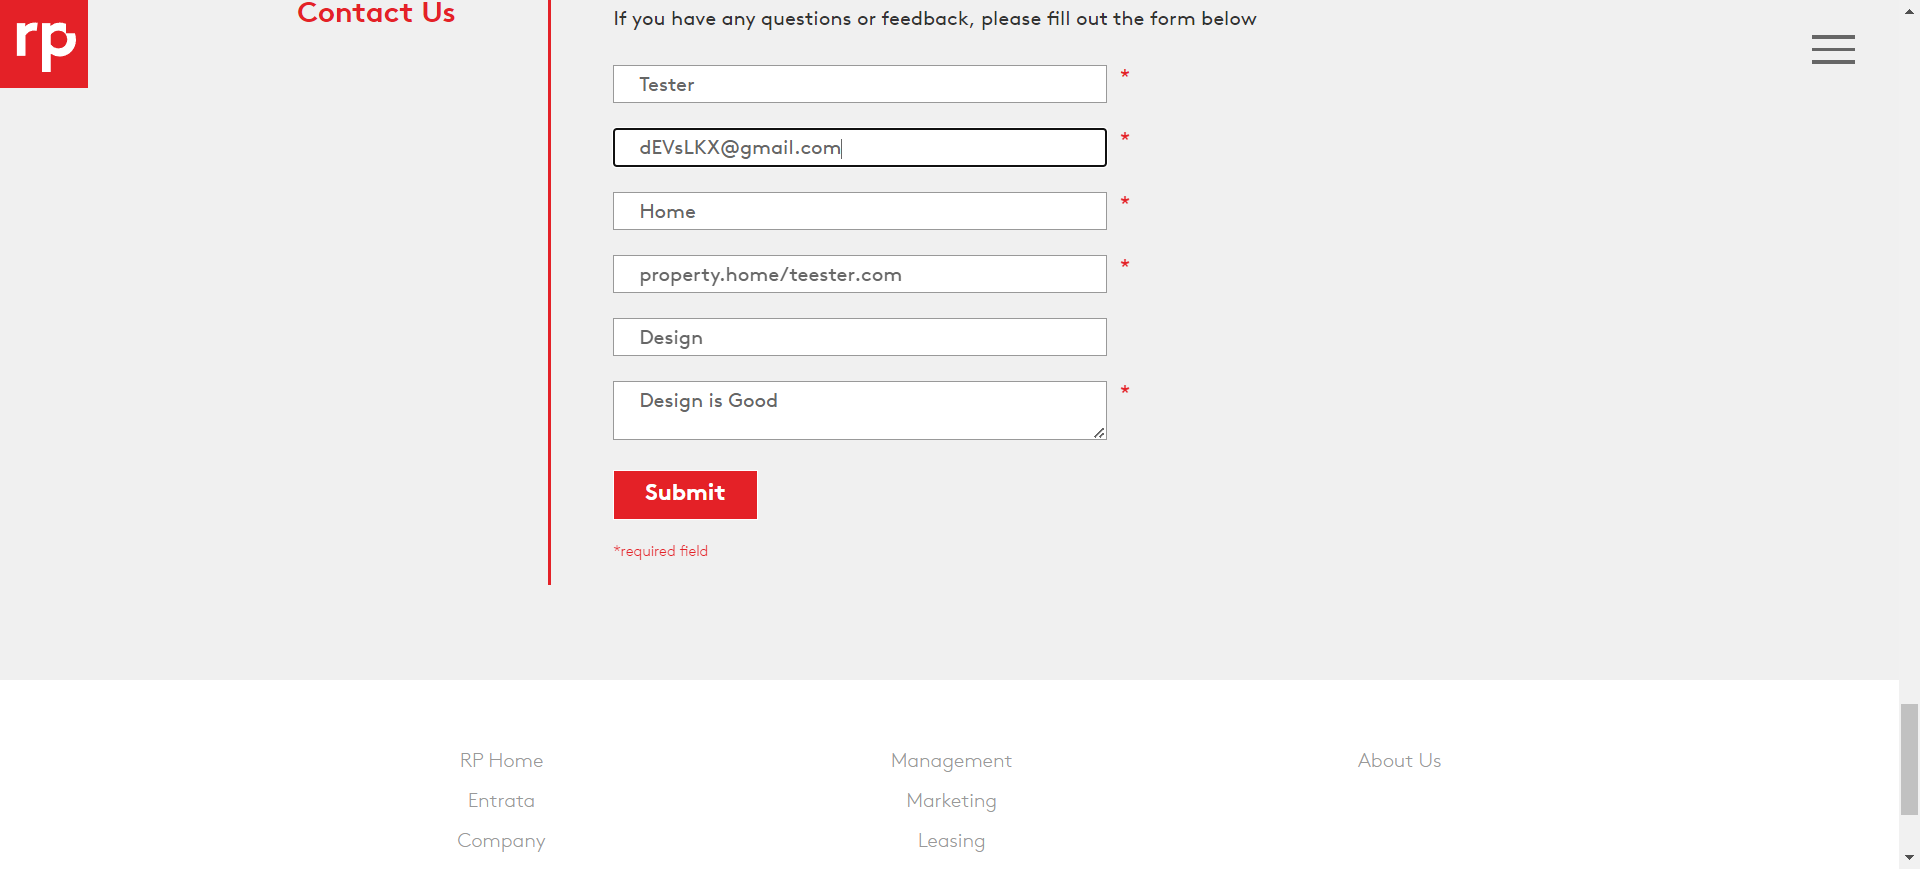 rp
Contact Us
If you have any questions or feedback, please fill out the form below
Tester
*
dEVsLKX@gmail.com
*
Home
*
property.home/teester.com
*
Design
Design is Good
*
Submit
*required field
RP Home
Management
About Us
Entrata
Marketing
Company
Leasing